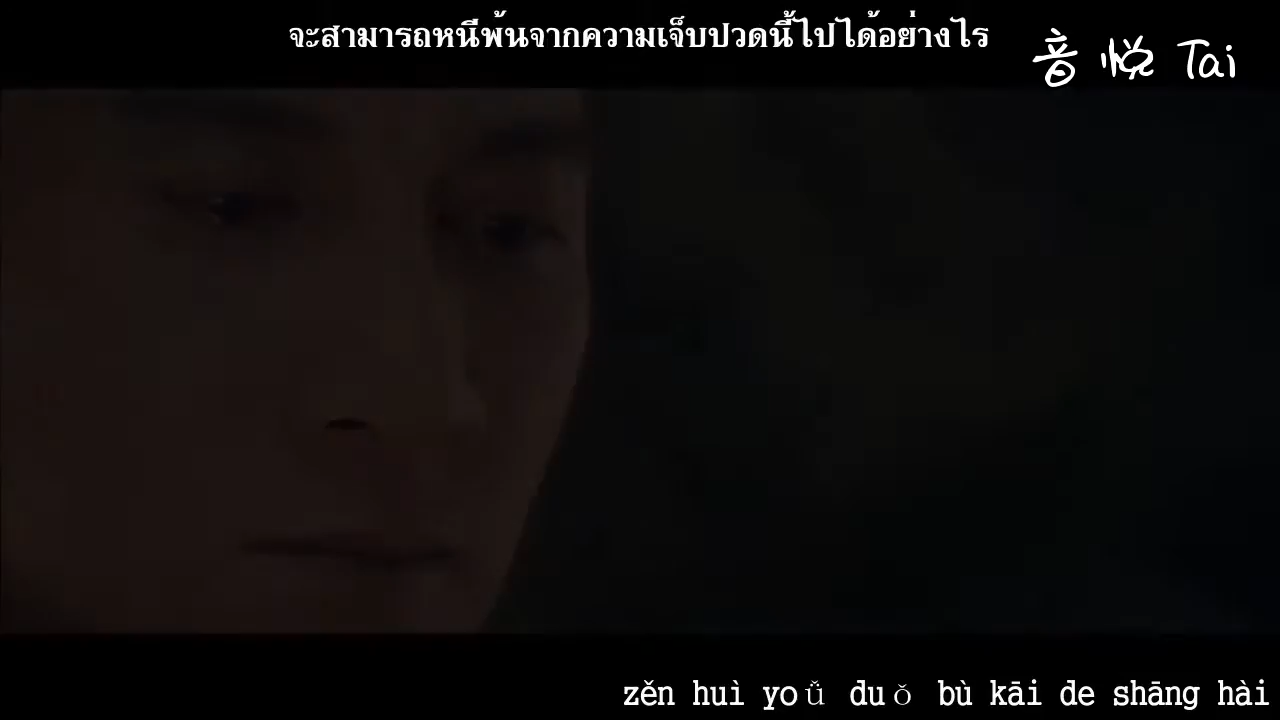 จะสามารถหนีพ้นจากความเจ็บปวดนี้ไปได้อย่างไร
音悦 Tai
zěn huì yoǚ duǒ bù kāi de shāng hài